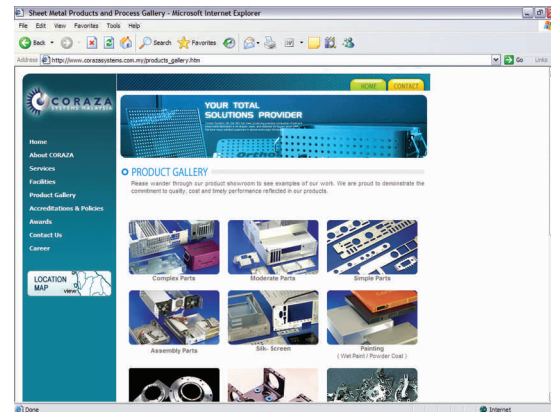 Sheet Metal Products and Process Gallery - Microsoft Internet Explorer
File Edit View Favorites Tools Help
Back Search Favorites
Address http://www.corazasystems.com.my/products_gallery.htm Go Links
HOME CONTACT
CORAZA
SYSTEMS MALAYSIA
YOUR TOTAL
SOLUTIONS PROVIDER
Home
About CORAZA
Services
Facilities
Product Gallery
Accreditations & Policies
Awards
Contact Us
Career
LOCATION
MAP view
PRODUCT GALLERY
Please wander through our product showroom to see examples of our work. We are proud to demonstrate the
commitment to quality, cost and timely performance reflected in our products.
Complex Parts Moderate Parts Simple Parts
Assembly Parts Silk- Screen Painting
( Wet Paint / Powder Coat )
Done Internet